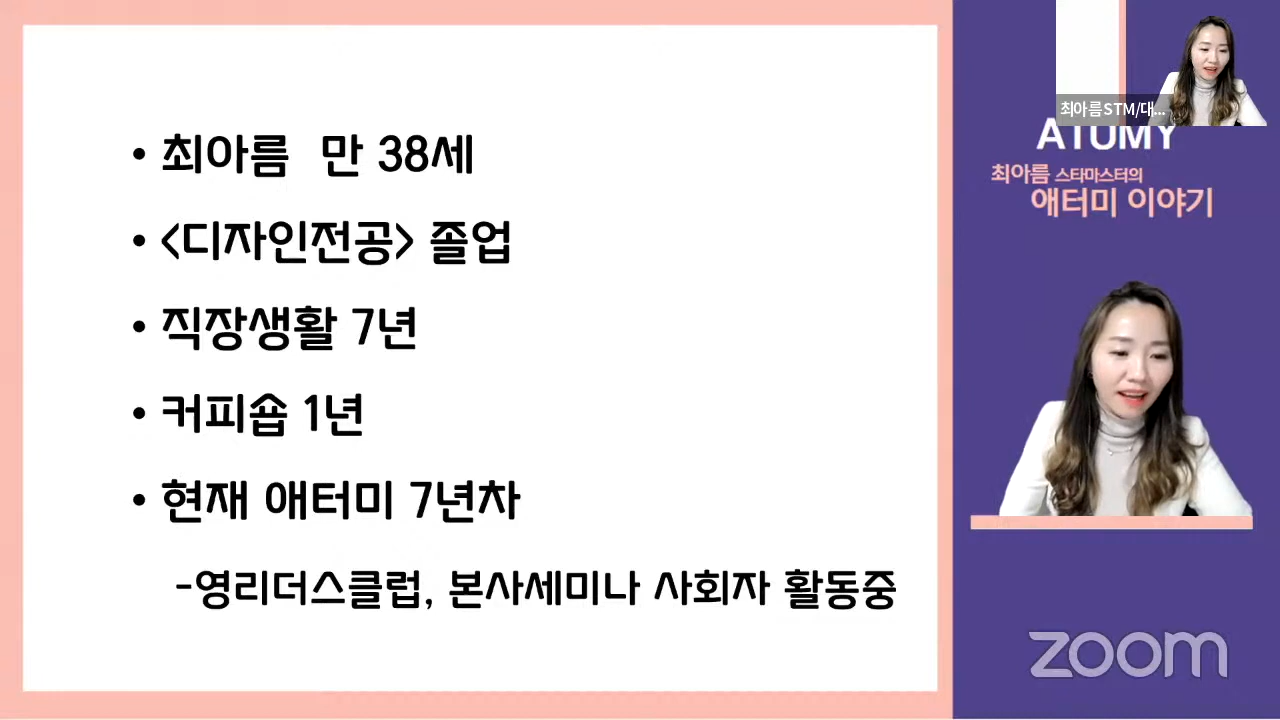 • 최아름 만 38세
• <디자인전공> 졸업
• 직장생활 7년
• 커피숍 1년
• 현재 애터미 7년차
-영리더스클럽, 본사세미나 사회자 활동중
최아름STM/대...
ATOMY
최아름 스타마스터의
애터미 이야기
zoom